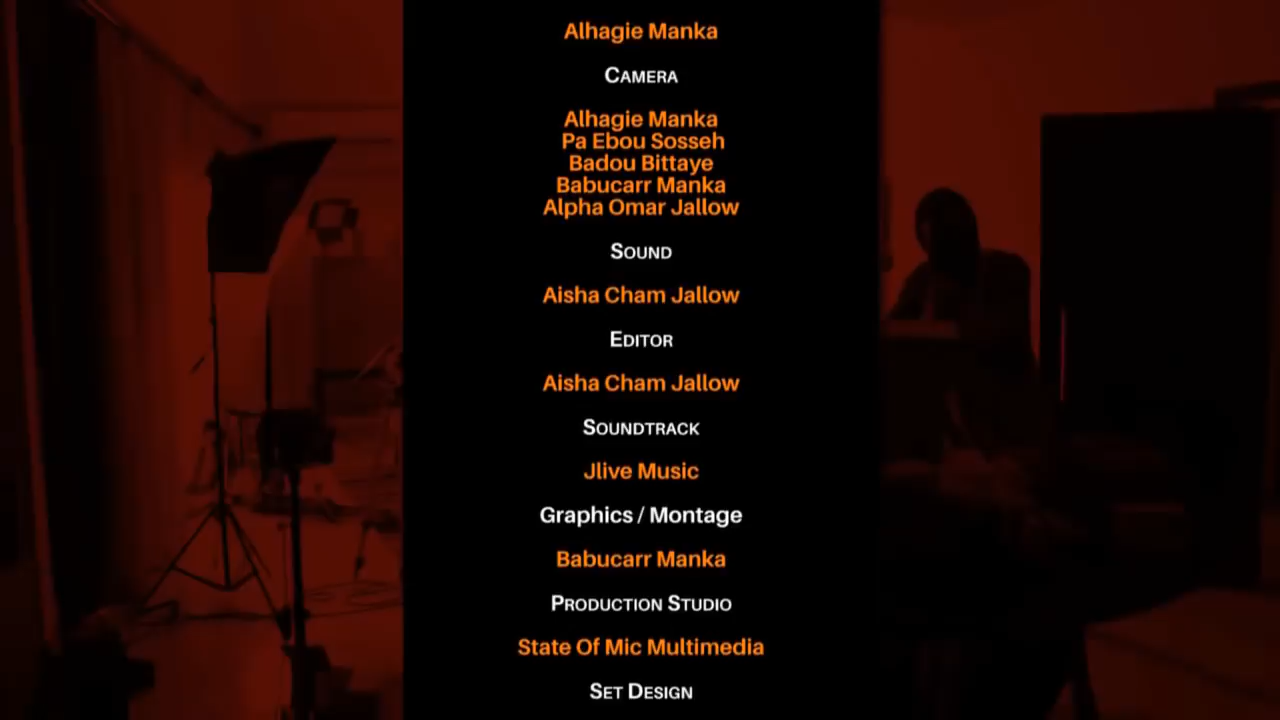 Alhagie Manka
Camera
Alhagie Manka
Pa Ebou Sosseh
Badou Bittaye
Babucarr Manka
Alpha Omar Jallow
Sound
Aisha Cham Jallow
Editor
Aisha Cham Jallow
Soundtrack
Jlive Music
Graphics / Montage
Babucarr Manka
Production Studio
State Of Mic Multimedia
Set Design